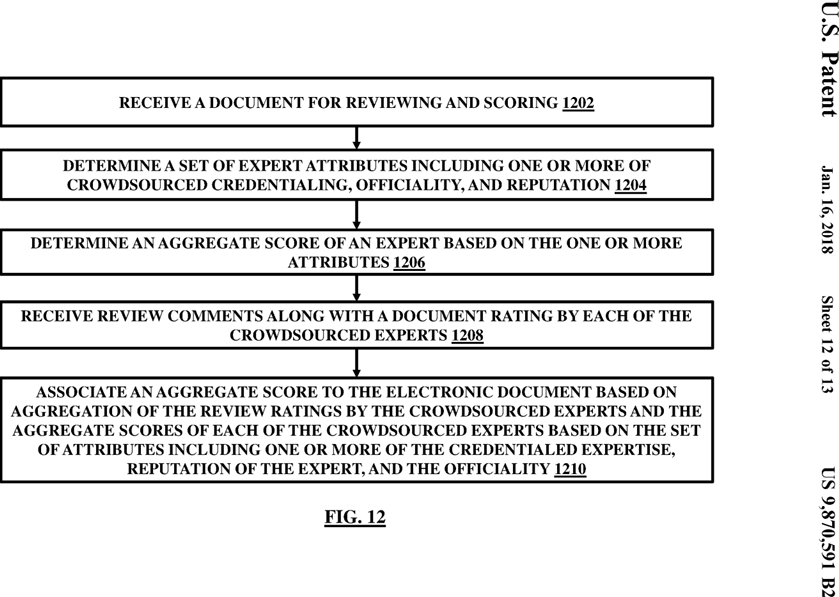 U.S. Patent
Jan. 16, 2018
Sheet 12 of 13
US 9,870,591 B2
RECEIVE A DOCUMENT FOR REVIEWING AND SCORING 1202
DETERMINE A SET OF EXPERT ATTRIBUTES INCLUDING ONE OR MORE OF
CROWDSOURCED CREDENTIALING, OFFICIALITY, AND REPUTATION 1204
DETERMINE AN AGGREGATE SCORE OF AN EXPERT BASED ON THE ONE OR MORE
ATTRIBUTES 1206
RECEIVE REVIEW COMMENTS ALONG WITH A DOCUMENT RATING BY EACH OF THE
CROWDSOURCED EXPERTS 1208
ASSOCIATE AN AGGREGATE SCORE TO THE ELECTRONIC DOCUMENT BASED ON
AGGREGATION OF THE REVIEW RATINGS BY THE CROWDSOURCED EXPERTS AND THE
AGGREGATE SCORES OF EACH OF THE CROWDSOURCED EXPERTS BASED ON THE SET
OF ATTRIBUTES INCLUDING ONE OR MORE OF THE CREDENTIALED EXPERTISE,
REPUTATION OF THE EXPERT, AND THE OFFICIALITY 1210
FIG. 12